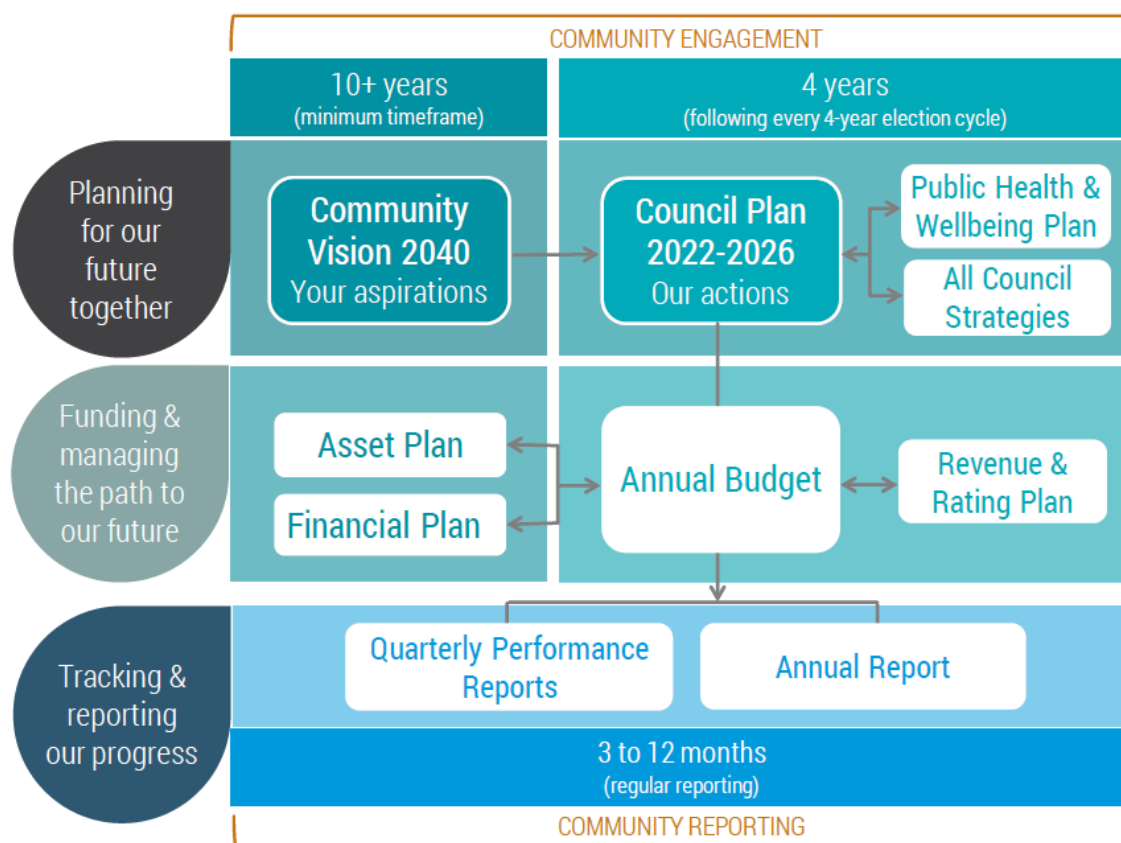 COMMUNITY ENGAGEMENT
10+ years
(minimum timeframe)
4 years
(following every 4-year election cycle)
Planning
for our
future
together
Community
Vision 2040
Your aspirations
Council Plan
2022-2026
Our actions
Public Health &
Wellbeing Plan
All Council
Strategies
Funding &
managing
the path to
our future
Asset Plan
Financial Plan
Annual Budget
Revenue &
Rating Plan
Tracking &
reporting
our progress
Quarterly Performance
Reports
Annual Report
3 to 12 months
(regular reporting)
COMMUNITY REPORTING